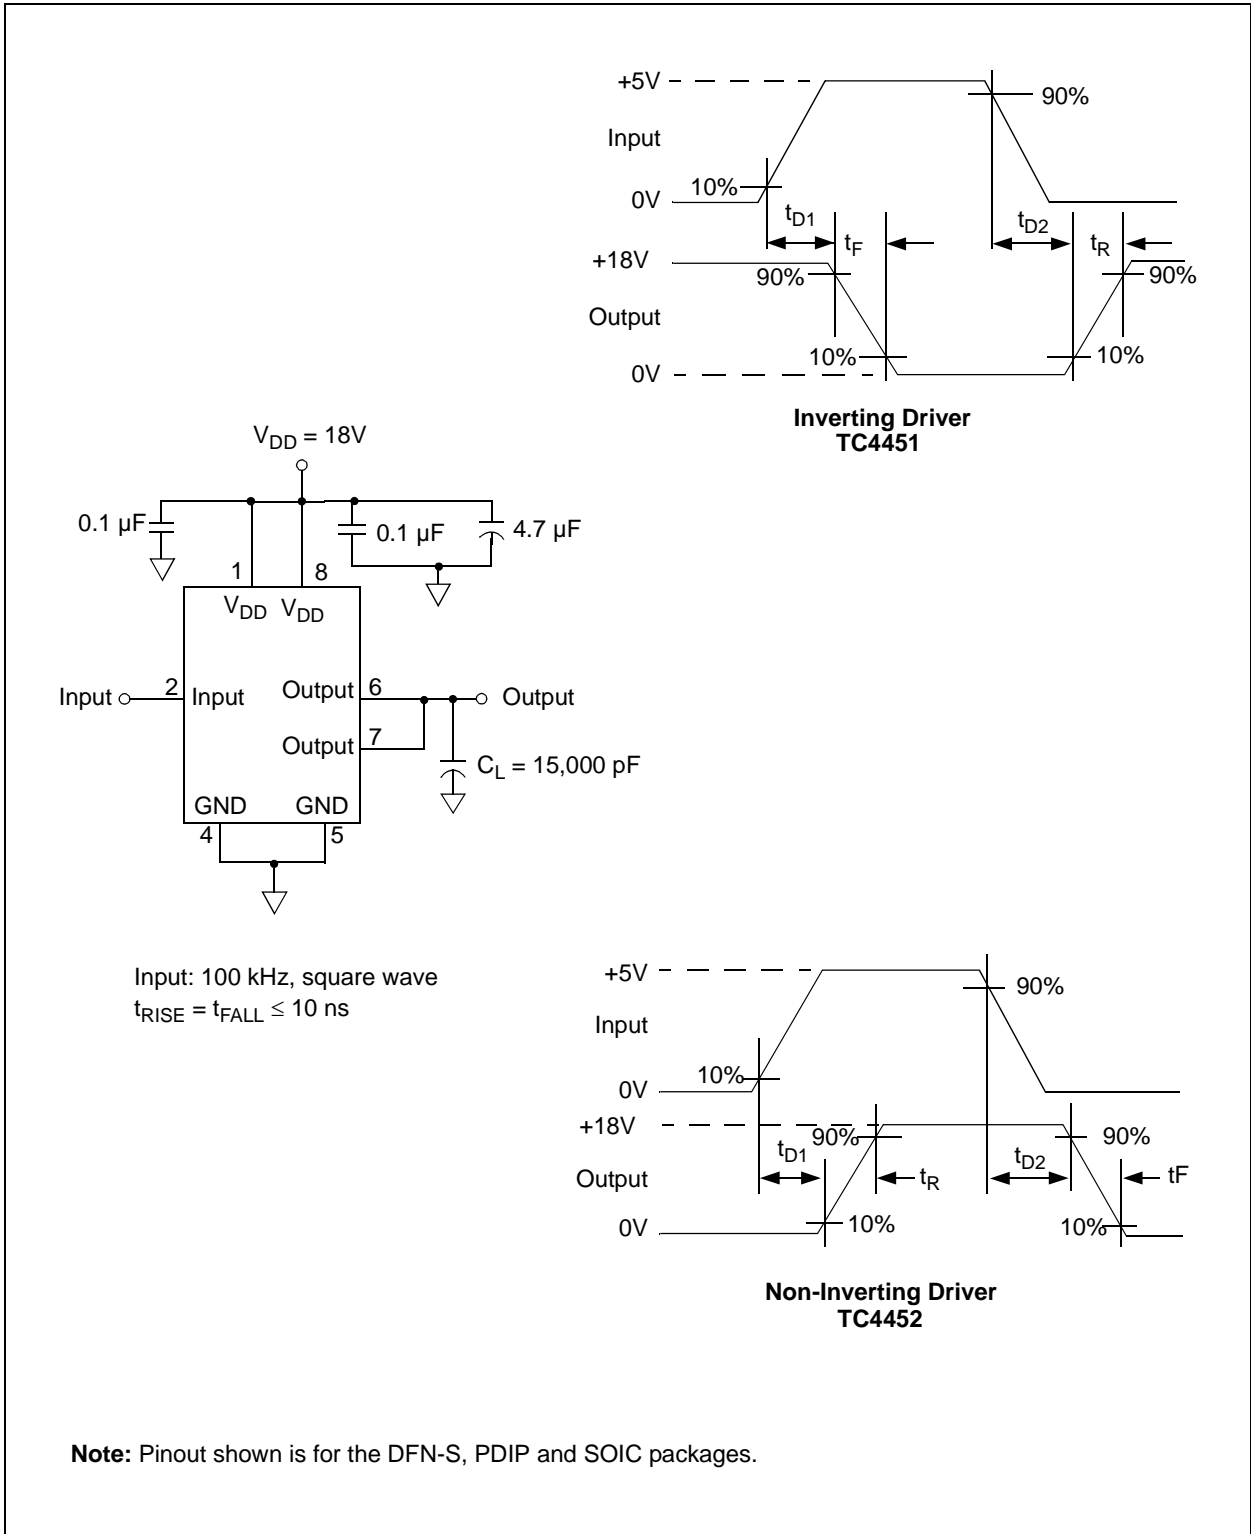 +5V
90%
Input
10%
0V
tD1
tD2
tF
tR
+18V
90%
90%
Output
10%
10%
0V
Inverting Driver
TC4451
VDD = 18V
0.1 µF
0.1 µF
4.7 µF
1
8
VDD
VDD
Input
2
Input
Output
6
Output
Output
7
CL = 15,000 pF
GND
GND
4
5
Input: 100 kHz, square wave
tRISE = tFALL ≤ 10 ns
+5V
90%
Input
10%
0V
+18V
90%
90%
tD1
tD2
Output
tR
tF
0V
10%
10%
Non-Inverting Driver
TC4452
Note: Pinout shown is for the DFN-S, PDIP and SOIC packages.